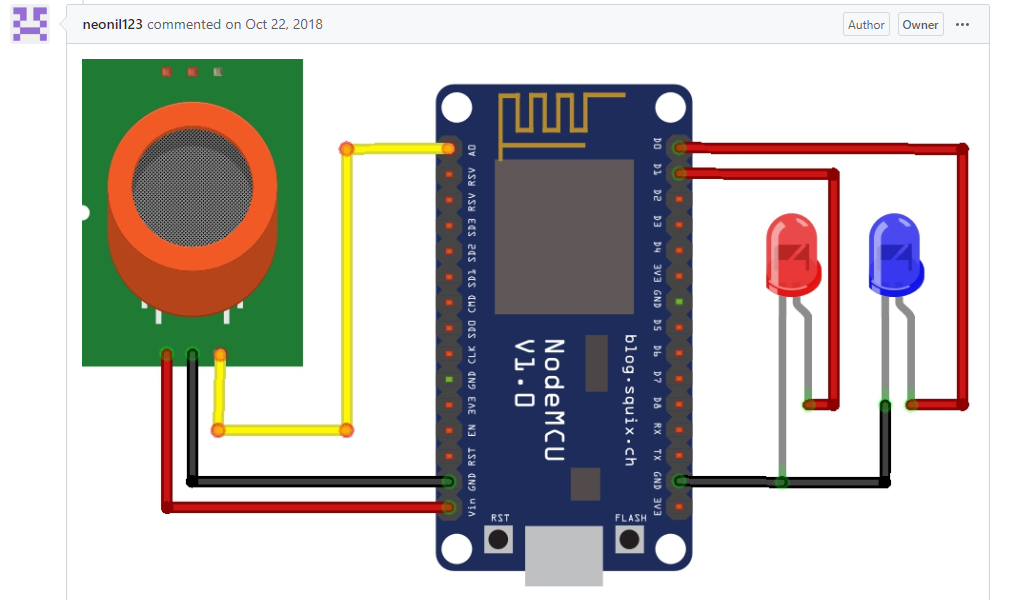 neonil123 commented on Oct 22, 2018
Author
Owner
A0
RSV
RSV
SD3
SD2
SD1
CMD
SD0
CLK
GND
3V3
EN
RST
GND
Vin
D0
D1
D2
D3
D4
3V3
GND
D5
D6
D7
D8
RX
TX
GND
3V3
NodeMCU
V1.0
blog.squix.ch
RST
FLASH